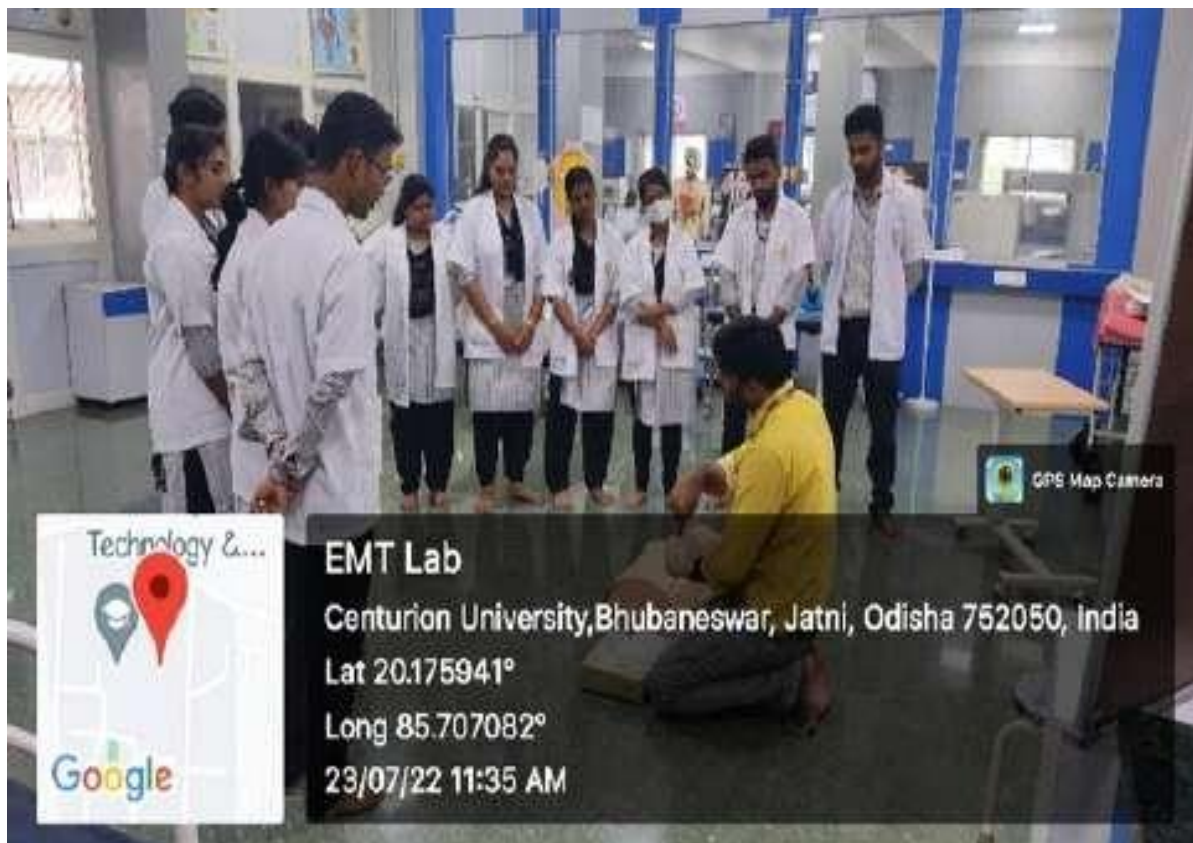 GPS Map Camera
Technology &...
Google
EMT Lab
Centurion University,Bhubaneswar, Jatni, Odisha 752050, India
Lat 20.175941°
Long 85.707082°
23/07/22 11:35 AM